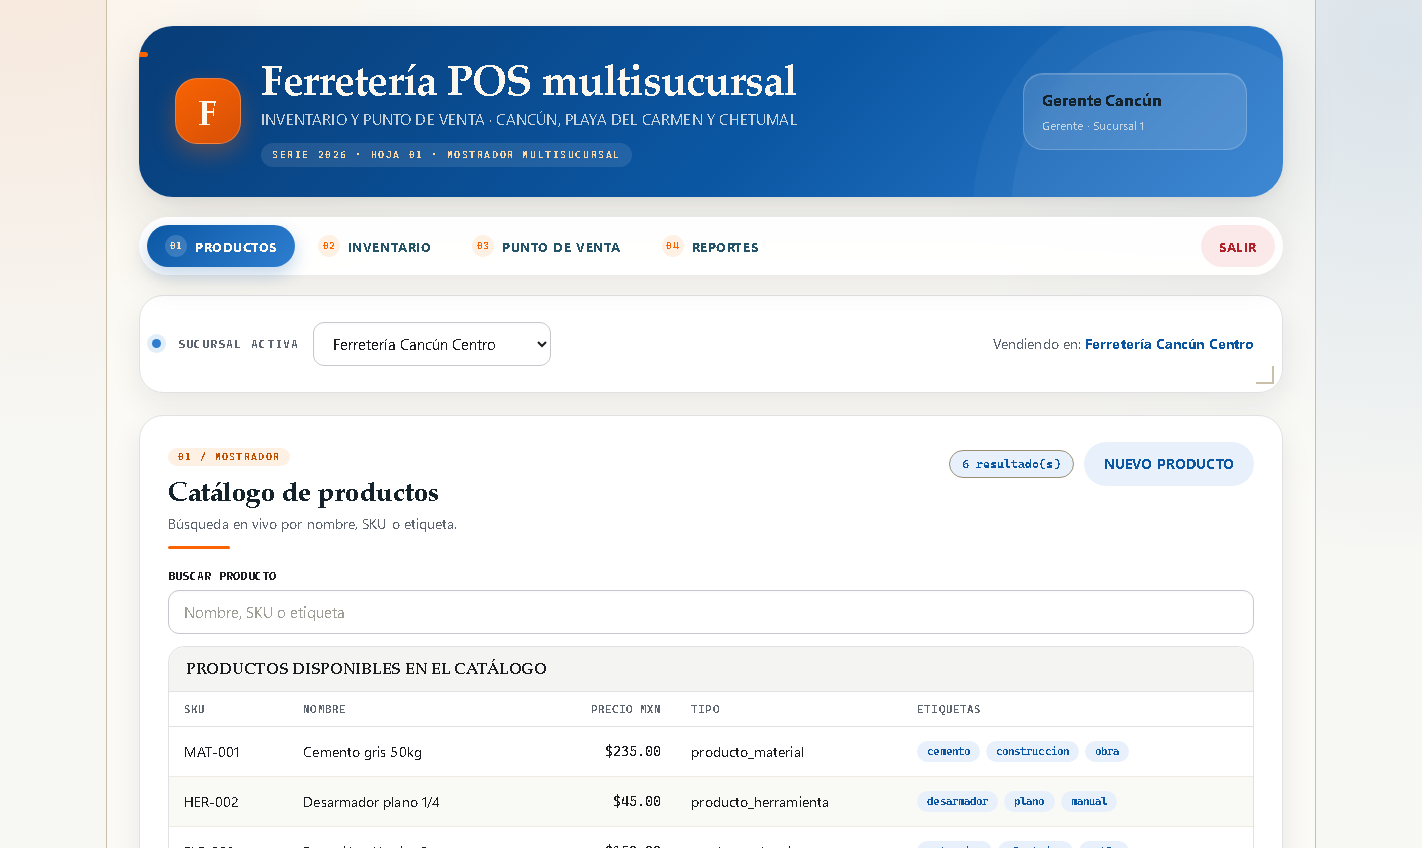 F
Ferretería POS multisucursal
INVENTARIO Y PUNTO DE VENTA · CANCÚN, PLAYA DEL CARMEN Y CHETUMAL
SERIE 2026 · HOJA 01 · MOSTRADOR MULTISUCURSAL
Gerente Cancún
Gerente · Sucursal 1
01 PRODUCTOS
02 INVENTARIO
03 PUNTO DE VENTA
04 REPORTES
SALIR
SUCURSAL ACTIVA
Ferretería Cancún Centro
Vendiendo en: Ferretería Cancún Centro
01 / MOSTRADOR
Catálogo de productos
Búsqueda en vivo por nombre, SKU o etiqueta.
6 resultado(s)
NUEVO PRODUCTO
BUSCAR PRODUCTO
Nombre, SKU o etiqueta
PRODUCTOS DISPONIBLES EN EL CATÁLOGO
SKU NOMBRE PRECIO MXN TIPO ETIQUETAS
MAT-001 Cemento gris 50kg $235.00 producto_material cemento construccion obra
HER-002 Desarmador plano 1/4 $45.00 producto_herramienta desarmador plano manual